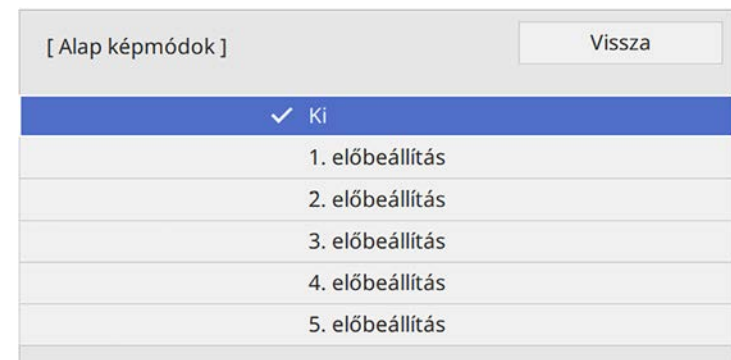 [ Alap képmódok ]
Vissza
Ki
1. előbeállítás
2. előbeállítás
3. előbeállítás
4. előbeállítás
5. előbeállítás